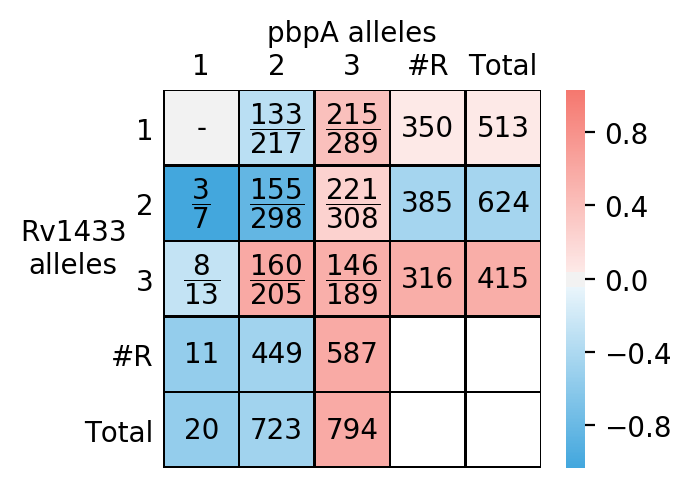 pbpA alleles
1 2 3 #R Total
1 - 133/217 215/289 350 513
Rv1433 alleles
2 3/7 155/298 221/308 385 624
3 8/13 160/205 146/189 316 415
#R 11 449 587
Total 20 723 794
0.8
0.4
0.0
−0.4
−0.8